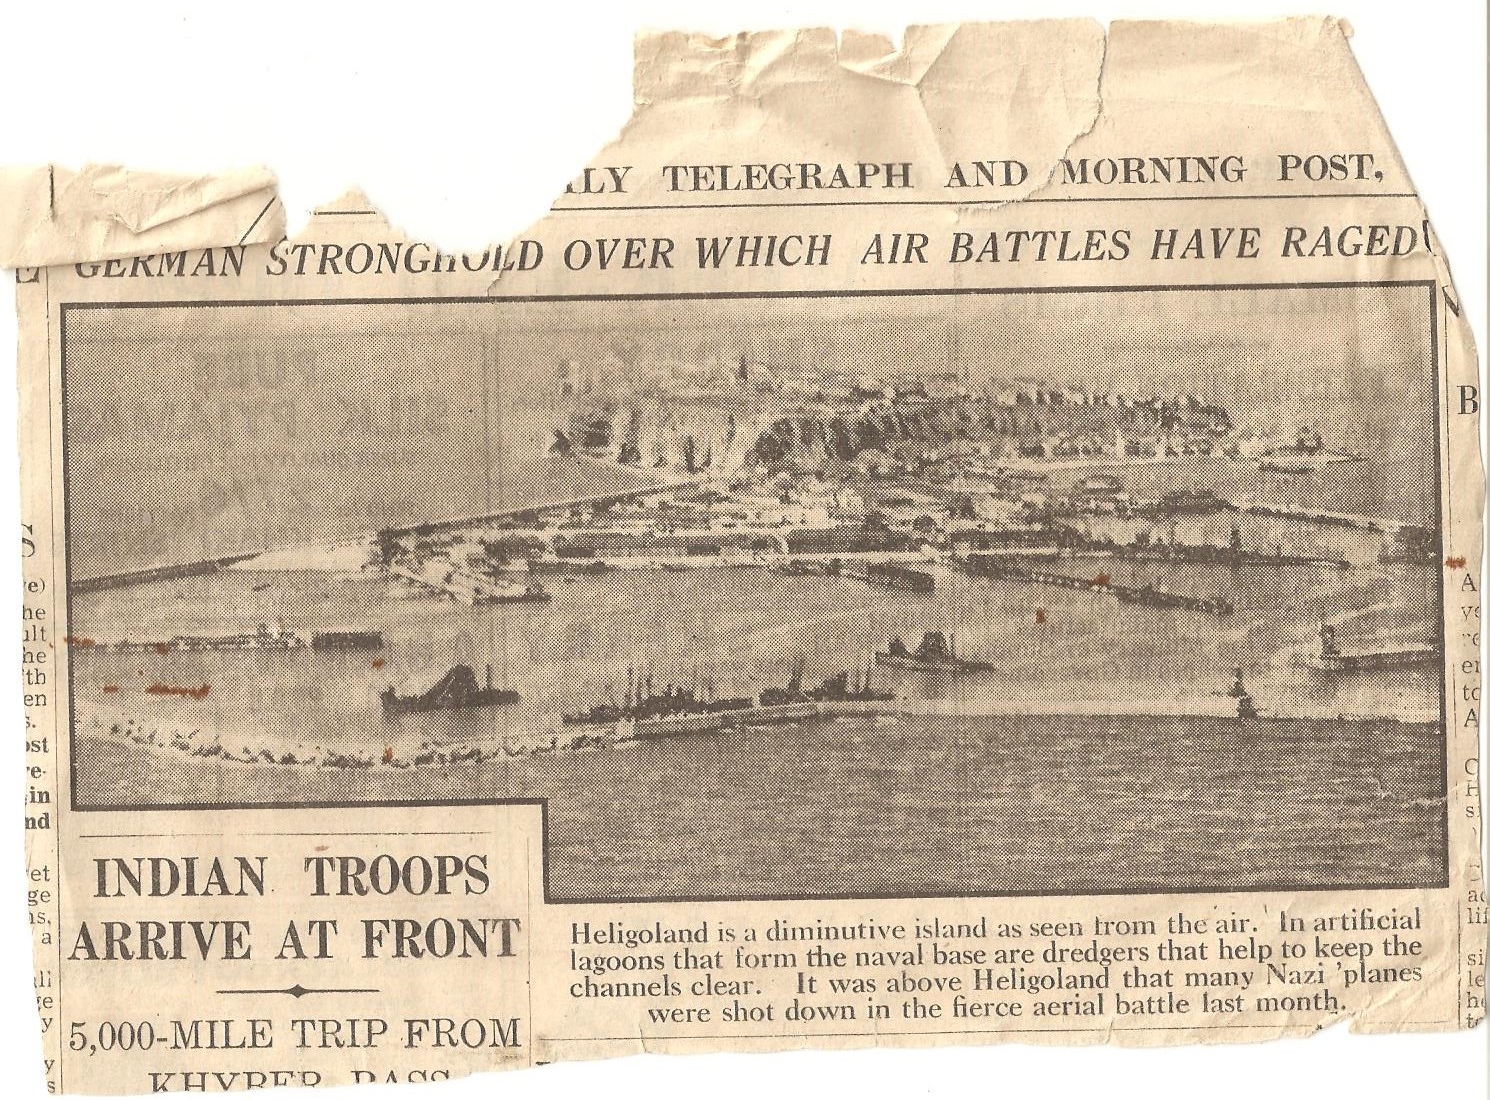 TELEGRAPH AND MORNING POST,
GERMAN STRONGHOLD OVER WHICH AIR BATTLES HAVE RAGED
INDIAN TROOPS
ARRIVE AT FRONT
5,000-MILE TRIP FROM
KHYBER PASS
Heligoland is a diminutive island as seen from the air. In artificial
lagoons that form the naval base are dredgers that help to keep the
channels clear. It was above Heligoland that many Nazi 'planes
were shot down in the fierce aerial battle last month.